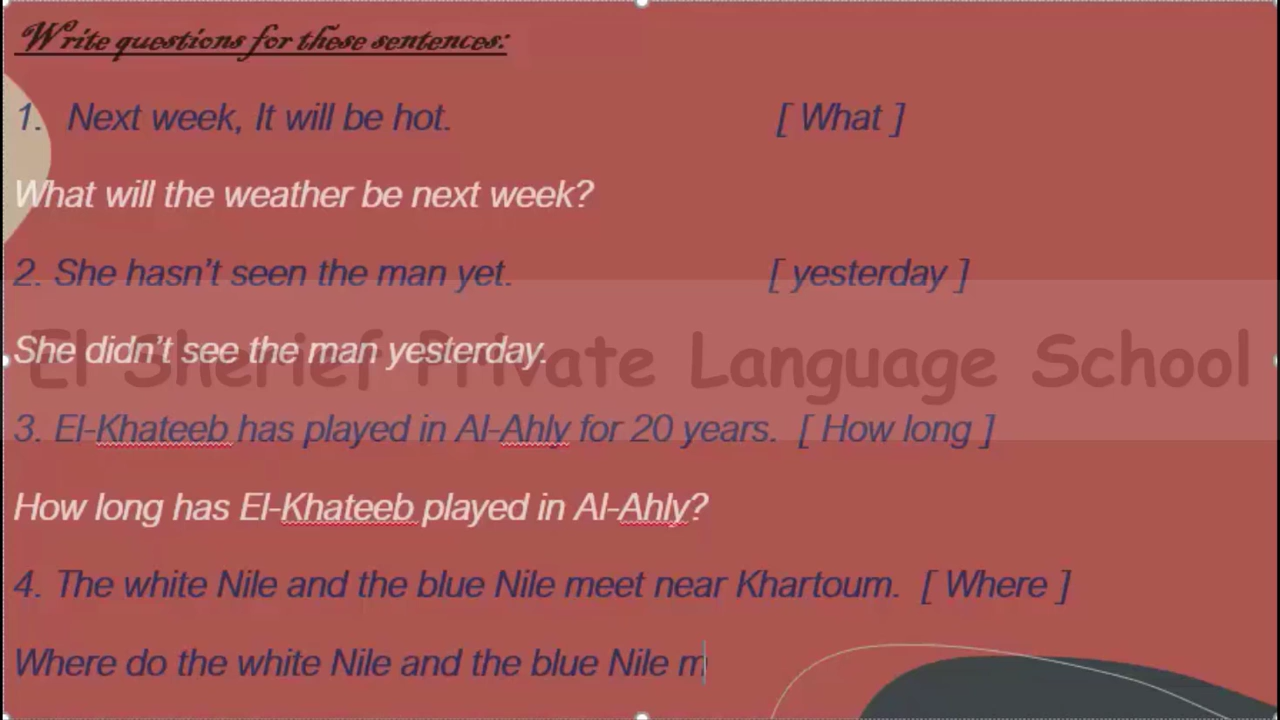 Write questions for these sentences:
1. Next week, It will be hot. [ What ]
What will the weather be next week?
2. She hasn't seen the man yet. [ yesterday ]
She didn't see the man yesterday.
El Sherief Private Language School
3. El-Khateeb has played in Al-Ahly for 20 years. [ How long ]
How long has El-Khateeb played in Al-Ahly?
4. The white Nile and the blue Nile meet near Khartoum. [ Where ]
Where do the white Nile and the blue Nile m